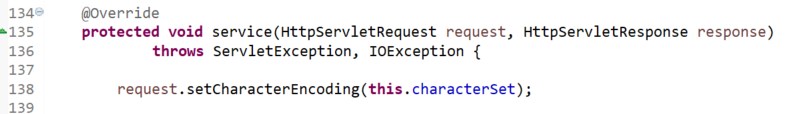 134 @Override
135 protected void service(HttpServletRequest request, HttpServletResponse response)
136 throws ServletException, IOException {
137
138 request.setCharacterEncoding(this.characterSet);
139